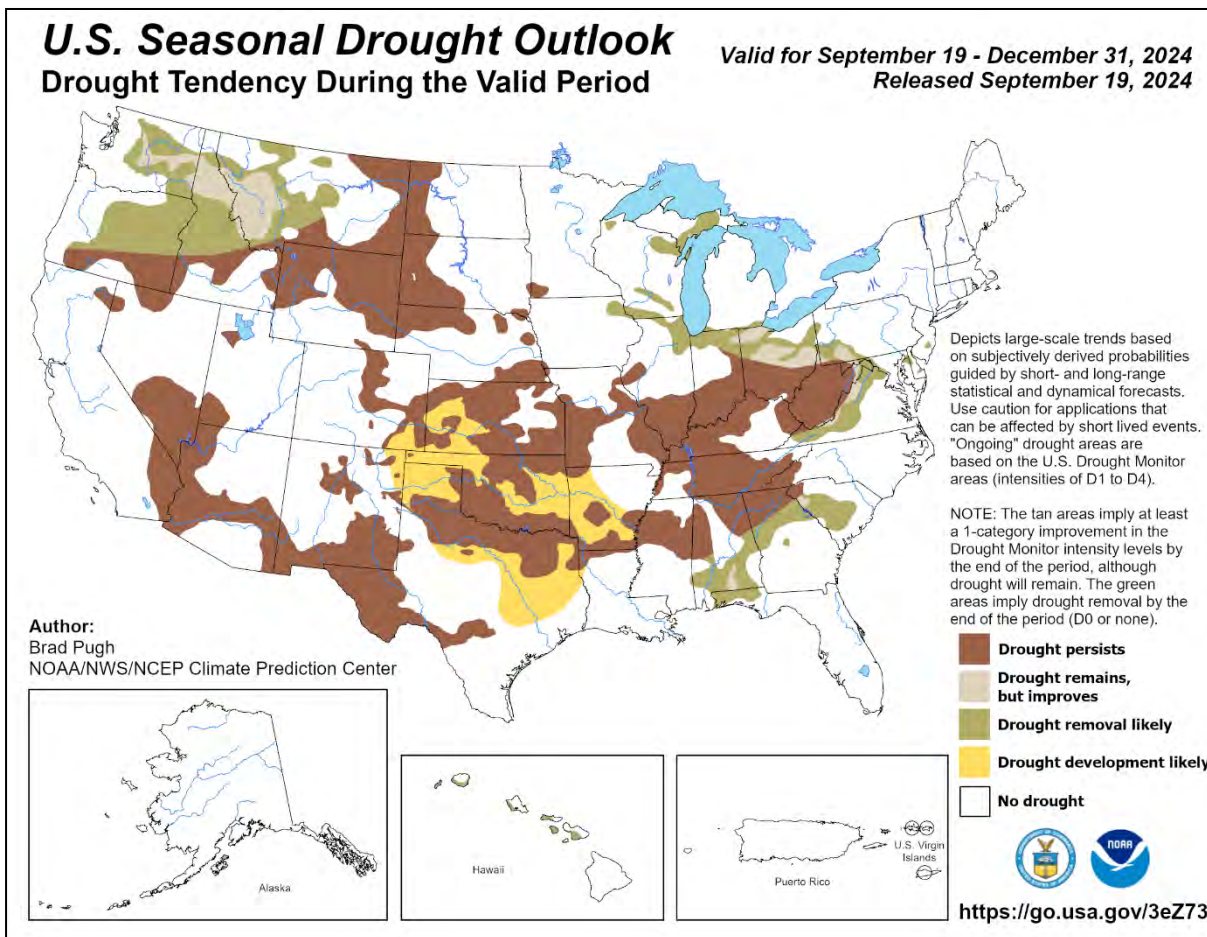 U.S. Seasonal Drought Outlook
Drought Tendency During the Valid Period
Valid for September 19 - December 31, 2024
Released September 19, 2024
Depicts large-scale trends based
on subjectively derived probabilities
guided by short- and long-range
statistical and dynamical forecasts.
Use caution for applications that
can be affected by short lived events.
"Ongoing" drought areas are
based on the U.S. Drought Monitor
areas (intensities of D1 to D4).
NOTE: The tan areas imply at least
a 1-category improvement in the
Drought Monitor intensity levels by
the end of the period, although
drought will remain. The green
areas imply drought removal by the
end of the period (D0 or none).
Author:
Brad Pugh
NOAA/NWS/NCEP Climate Prediction Center
Drought persists
Drought remains,
but improves
Drought removal likely
Drought development likely
No drought
Alaska
Hawaii
Puerto Rico
U.S. Virgin
Islands
NOAA
https://go.usa.gov/3eZ73